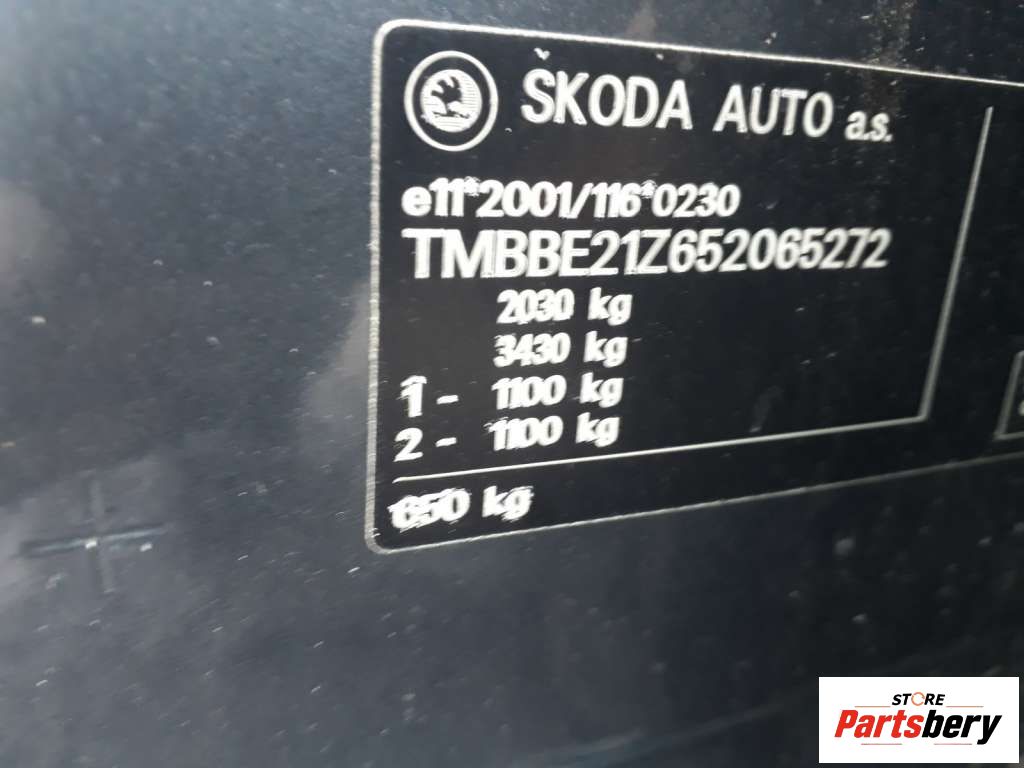 ŠKODA AUTO a.s.
e11*2001/116*0230
TMBBE21Z652065272
2030 kg
3430 kg
1 - 1100 kg
2 - 1100 kg
650 kg
STORE
Partsbery